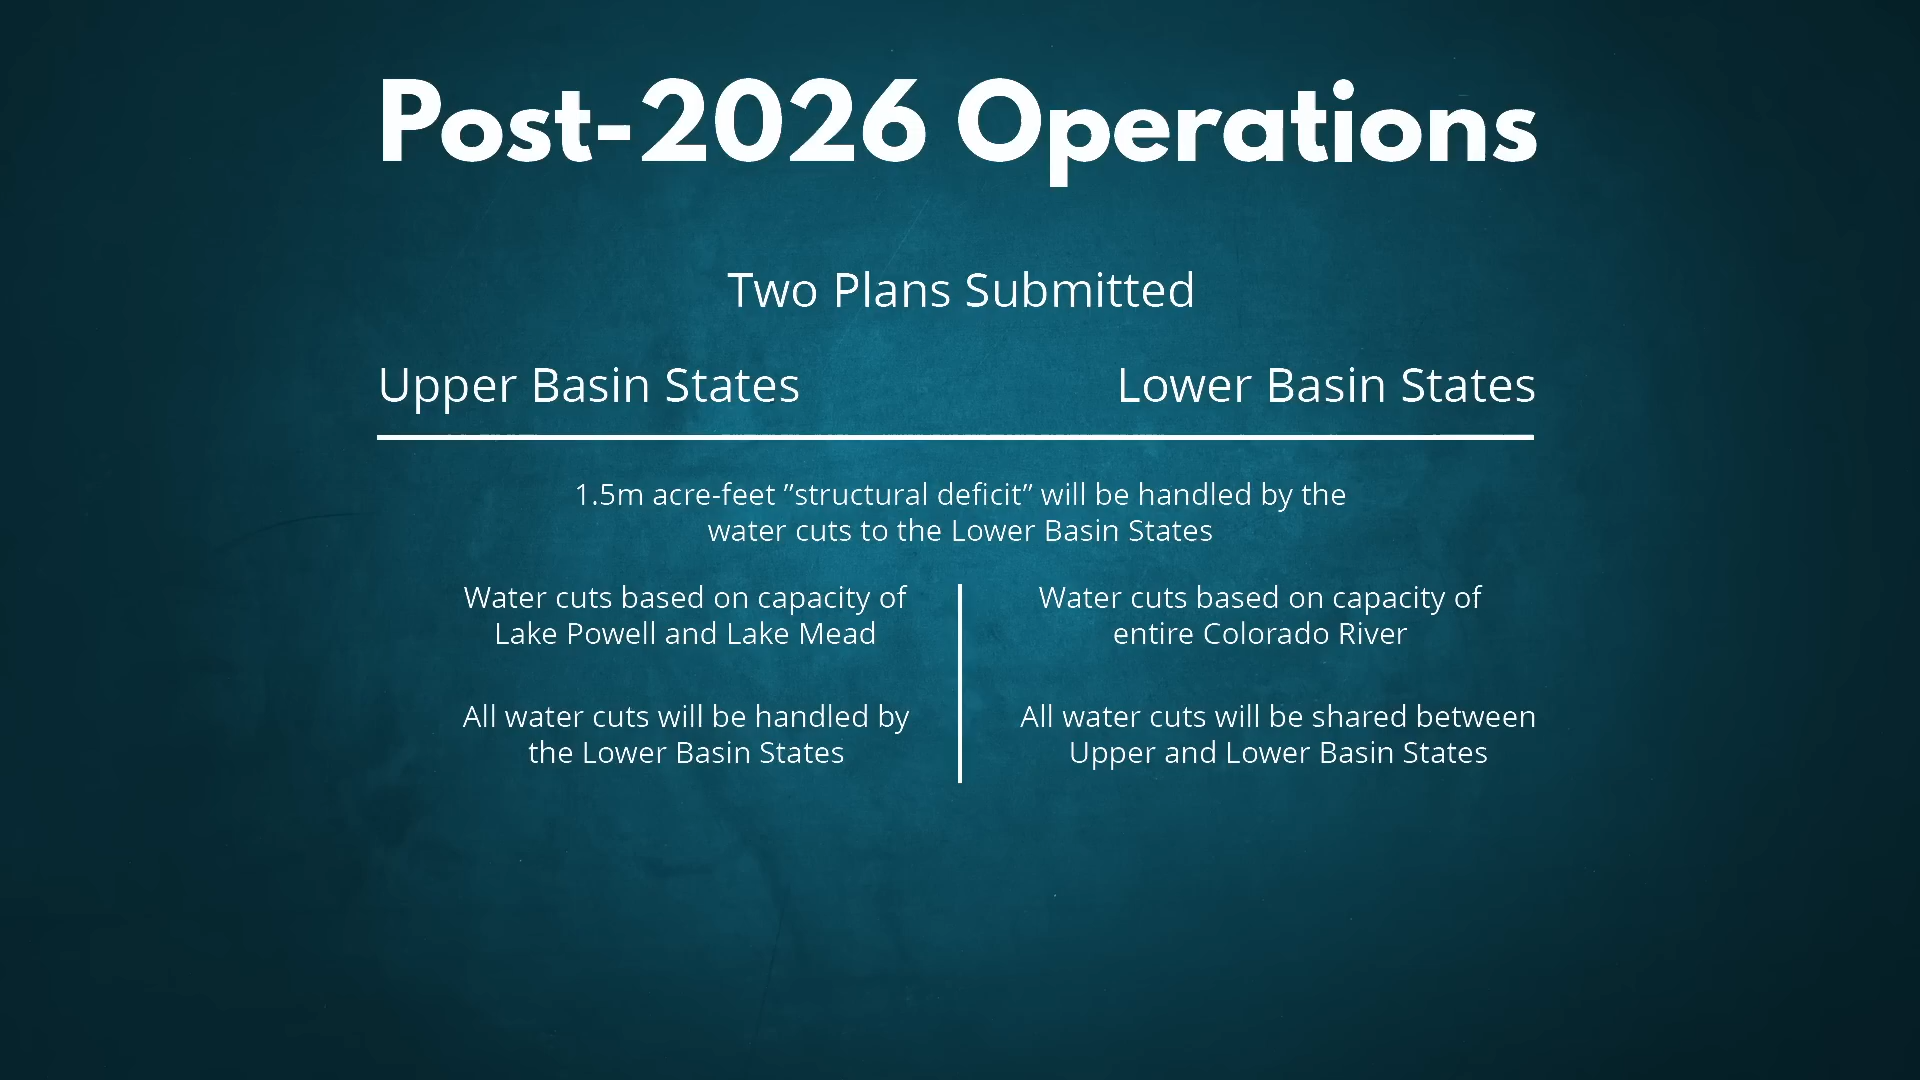 Post-2026 Operations
Two Plans Submitted
Upper Basin States
Lower Basin States
1.5m acre-feet ”structural deficit” will be handled by the
water cuts to the Lower Basin States
Water cuts based on capacity of
Lake Powell and Lake Mead
All water cuts will be handled by
the Lower Basin States
Water cuts based on capacity of
entire Colorado River
All water cuts will be shared between
Upper and Lower Basin States